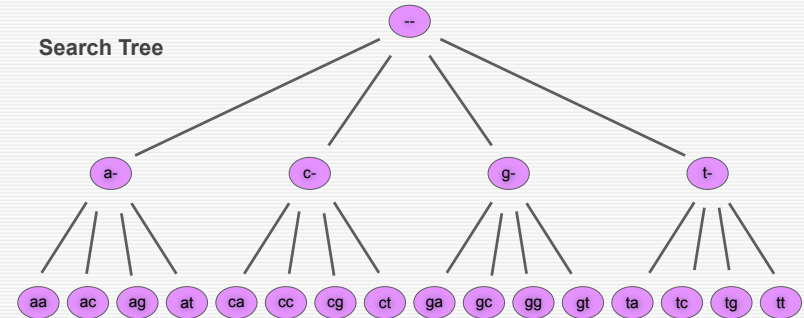 --
Search Tree
a- c- g- t-
aa ac ag at ca cc cg ct ga gc gg gt ta tc tg tt